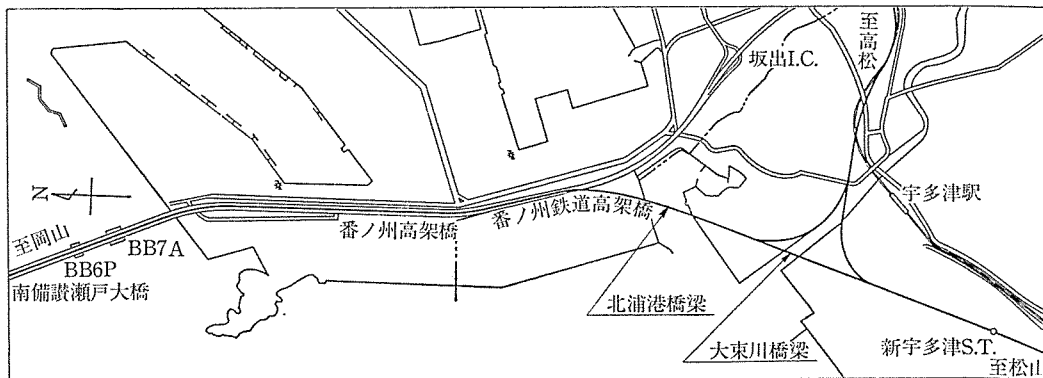 坂出I.C.
至高松
宇多津駅
N
至岡山
BB7A
BB6P
南備讃瀬戸大橋
番ノ州高架橋
番ノ州鉄道高架橋
北浦港橋梁
大束川橋梁
新宇多津S.T.
至松山